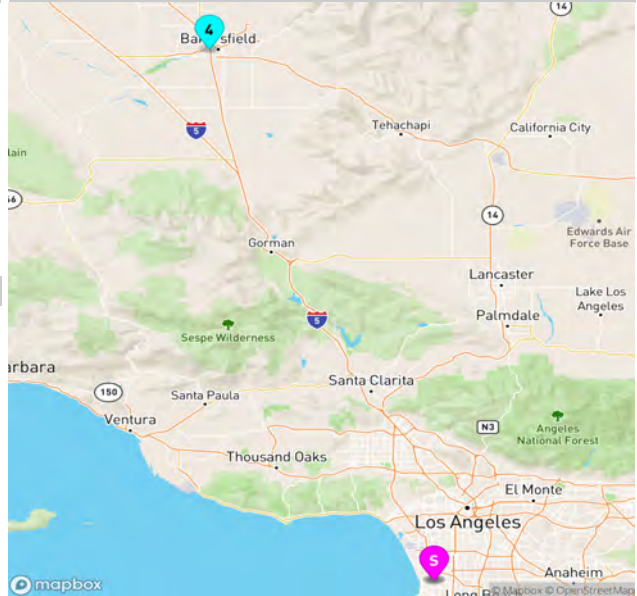 14
4
Bakersfield
5
Tehachapi
California City
14
Edwards Air
Force Base
Gorman
Lancaster
Lake Los
Angeles
5
Palmdale
Sespe Wilderness
Santa Clarita
150
Santa Paula
Ventura
N3
Angeles
National Forest
Thousand Oaks
El Monte
Los Angeles
S
Anaheim
mapbox
© Mapbox © OpenStreetMap